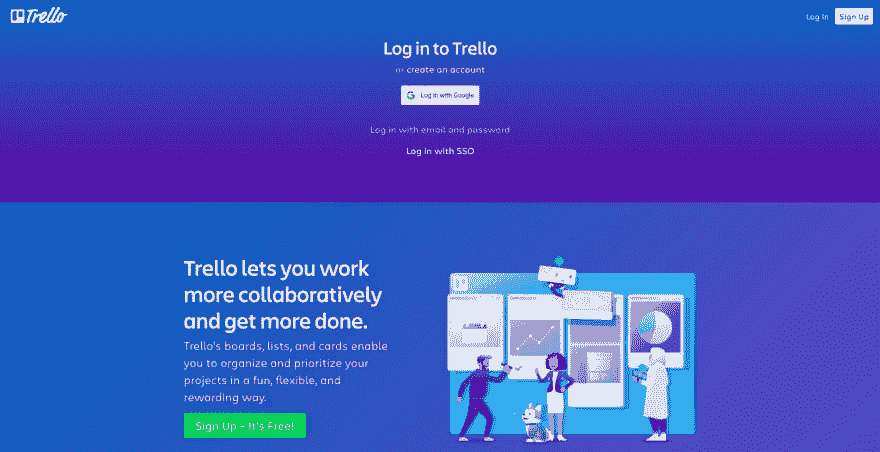 Trello
Log In
Sign Up
Log in to Trello
or create an account
Log in with Google
Log in with email and password
Log in with SSO
Trello lets you work
more collaboratively
and get more done.
Trello's boards, lists, and cards enable
you to organize and prioritize your
projects in a fun, flexible, and
rewarding way.
Sign Up – It's Free!